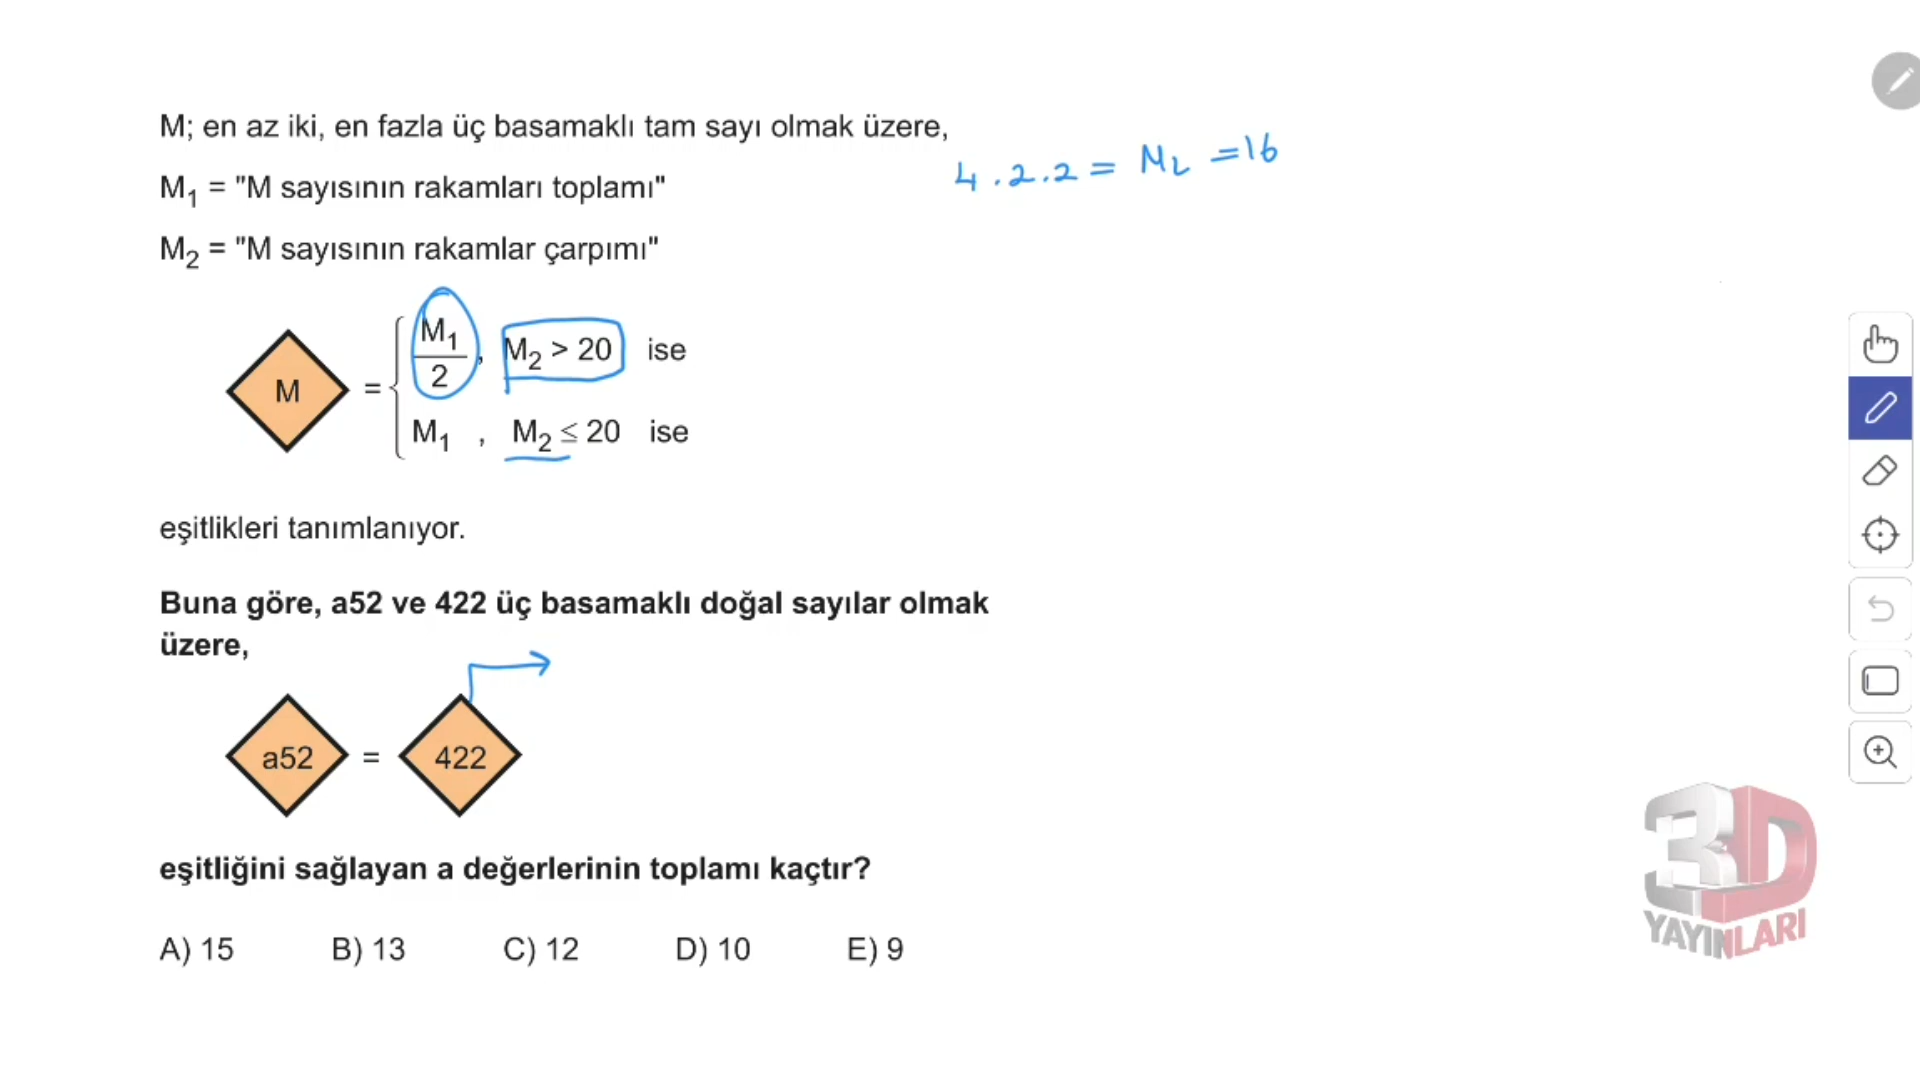 M; en az iki, en fazla üç basamaklı tam sayı olmak üzere,
4 . 2 . 2 = M₂ = 16
M₁ = "M sayısının rakamları toplamı"
M₂ = "M sayısının rakamlar çarpımı"
M = { M₁/2 , M₂ > 20 ise
M₁ , M₂ ≤ 20 ise
eşitlikleri tanımlanıyor.
Buna göre, a52 ve 422 üç basamaklı doğal sayılar olmak
üzere,
a52 = 422
eşitliğini sağlayan a değerlerinin toplamı kaçtır?
A) 15 B) 13 C) 12 D) 10 E) 9
3D
YAYINLARI